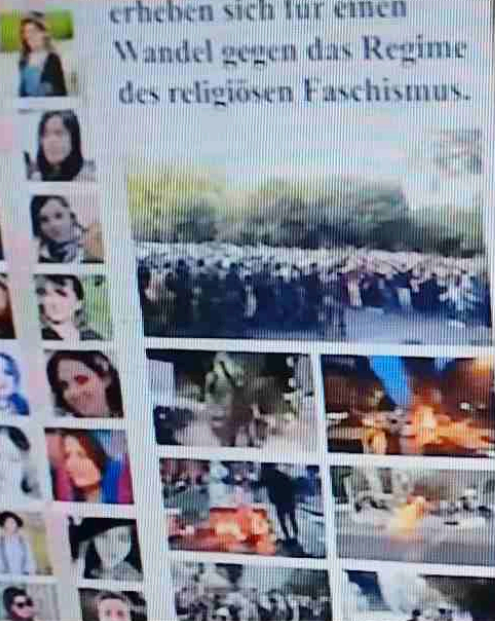 erheben sich für einen
Wandel gegen das Regime
des religiösen Faschismus.